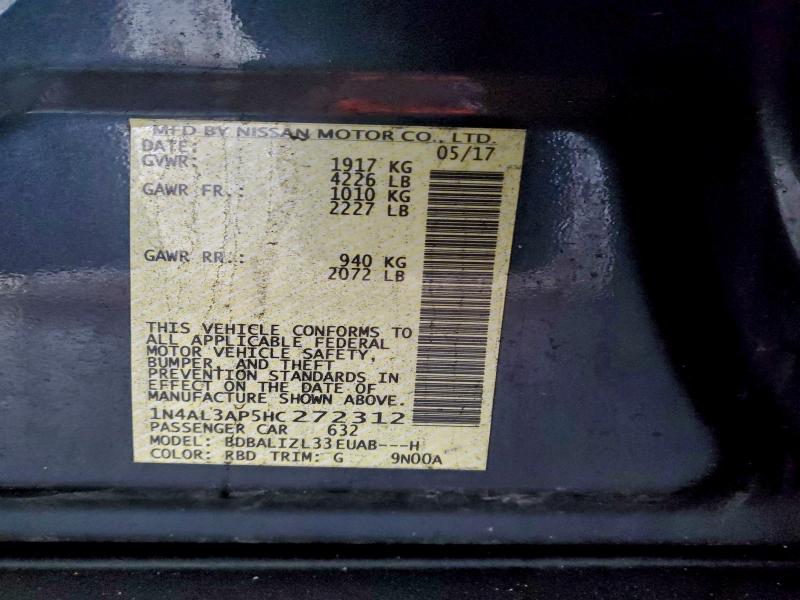 MFD BY NISSAN MOTOR CO., LTD.
DATE: 05/17
GVWR: 1917 KG
4226 LB
GAWR FR.: 1010 KG
2227 LB
GAWR RR.: 940 KG
2072 LB
THIS VEHICLE CONFORMS TO
ALL APPLICABLE FEDERAL
MOTOR VEHICLE SAFETY,
BUMPER, AND THEFT
PREVENTION STANDARDS IN
EFFECT ON THE DATE OF
MANUFACTURE SHOWN ABOVE.
1N4AL3AP5HC272312
PASSENGER CAR 632
MODEL: BDBALIZL33EUAB---H
COLOR: RBD TRIM: G 9N00A